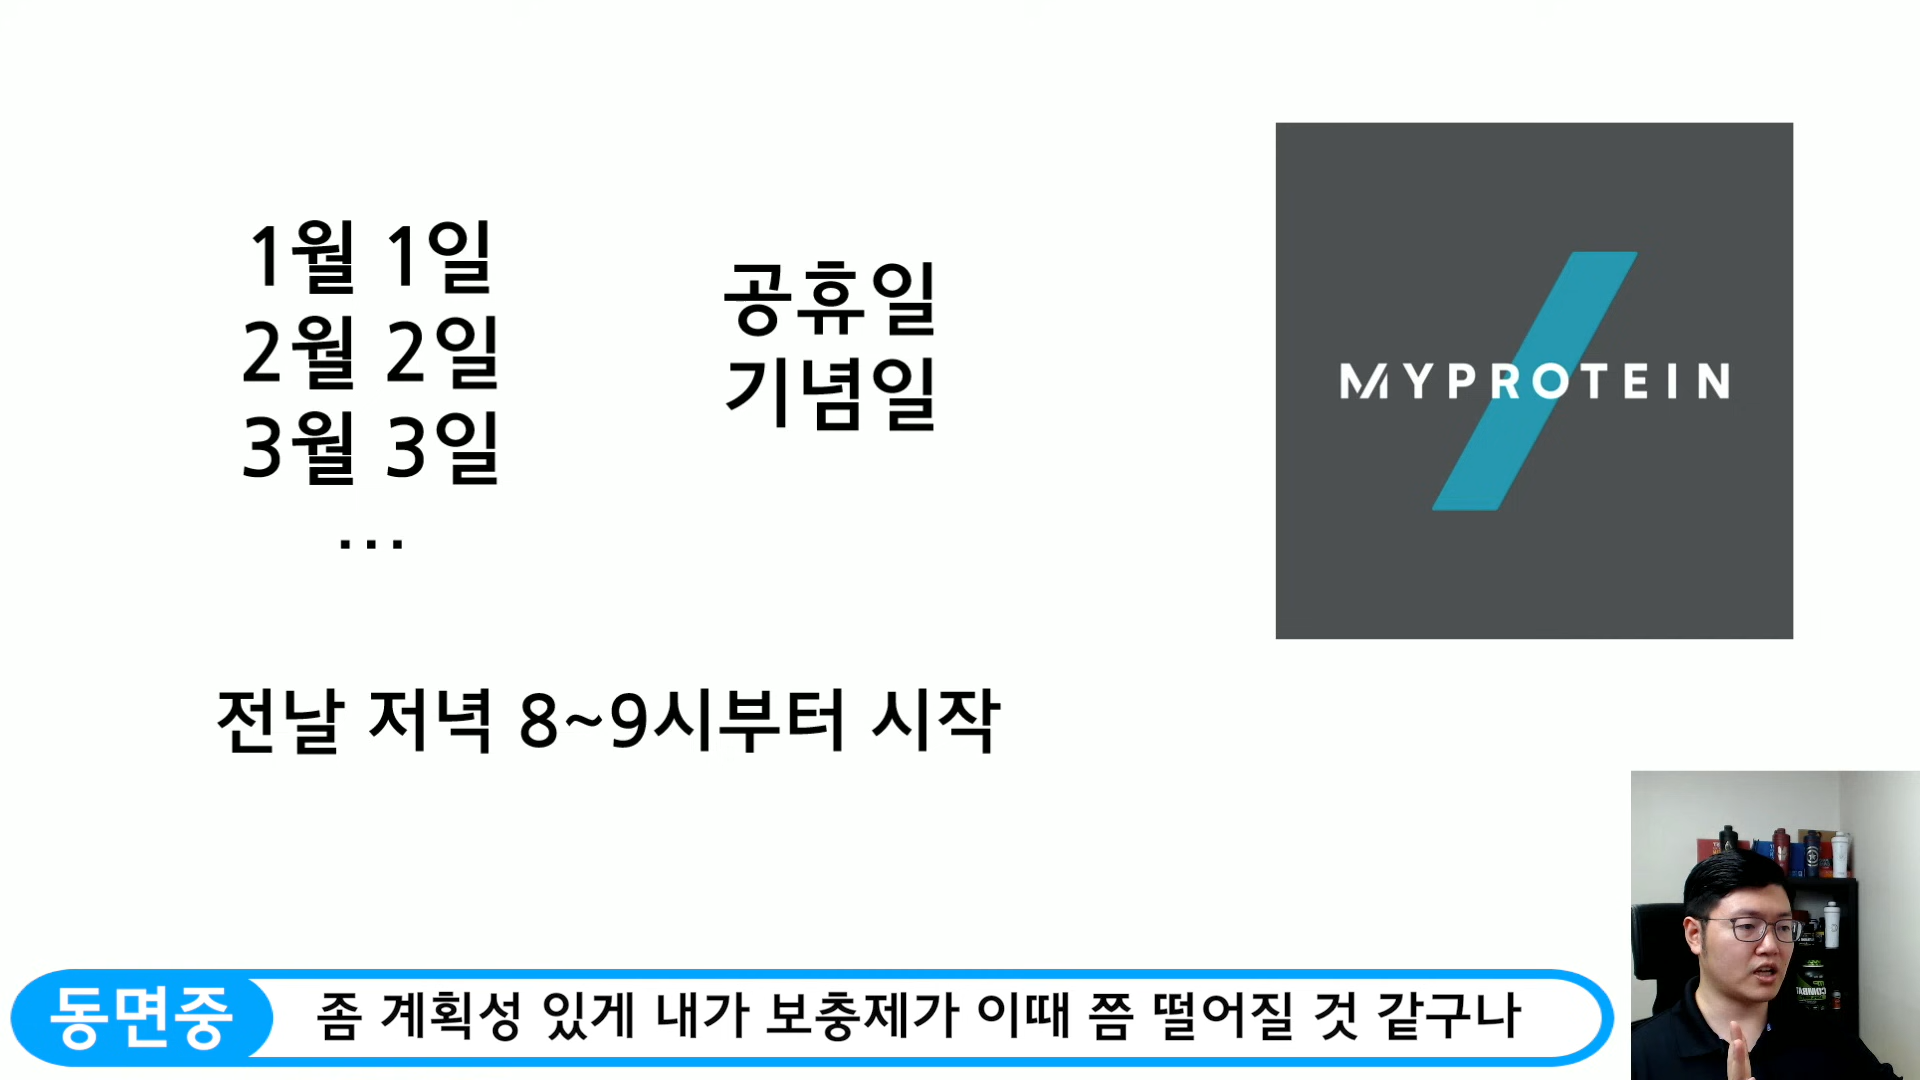 1월 1일
2월 2일
3월 3일
...
공휴일
기념일
MYPROTEIN
전날 저녁 8~9시부터 시작
동면중
좀 계획성 있게 내가 보충제가 이때 쯤 떨어질 것 같구나